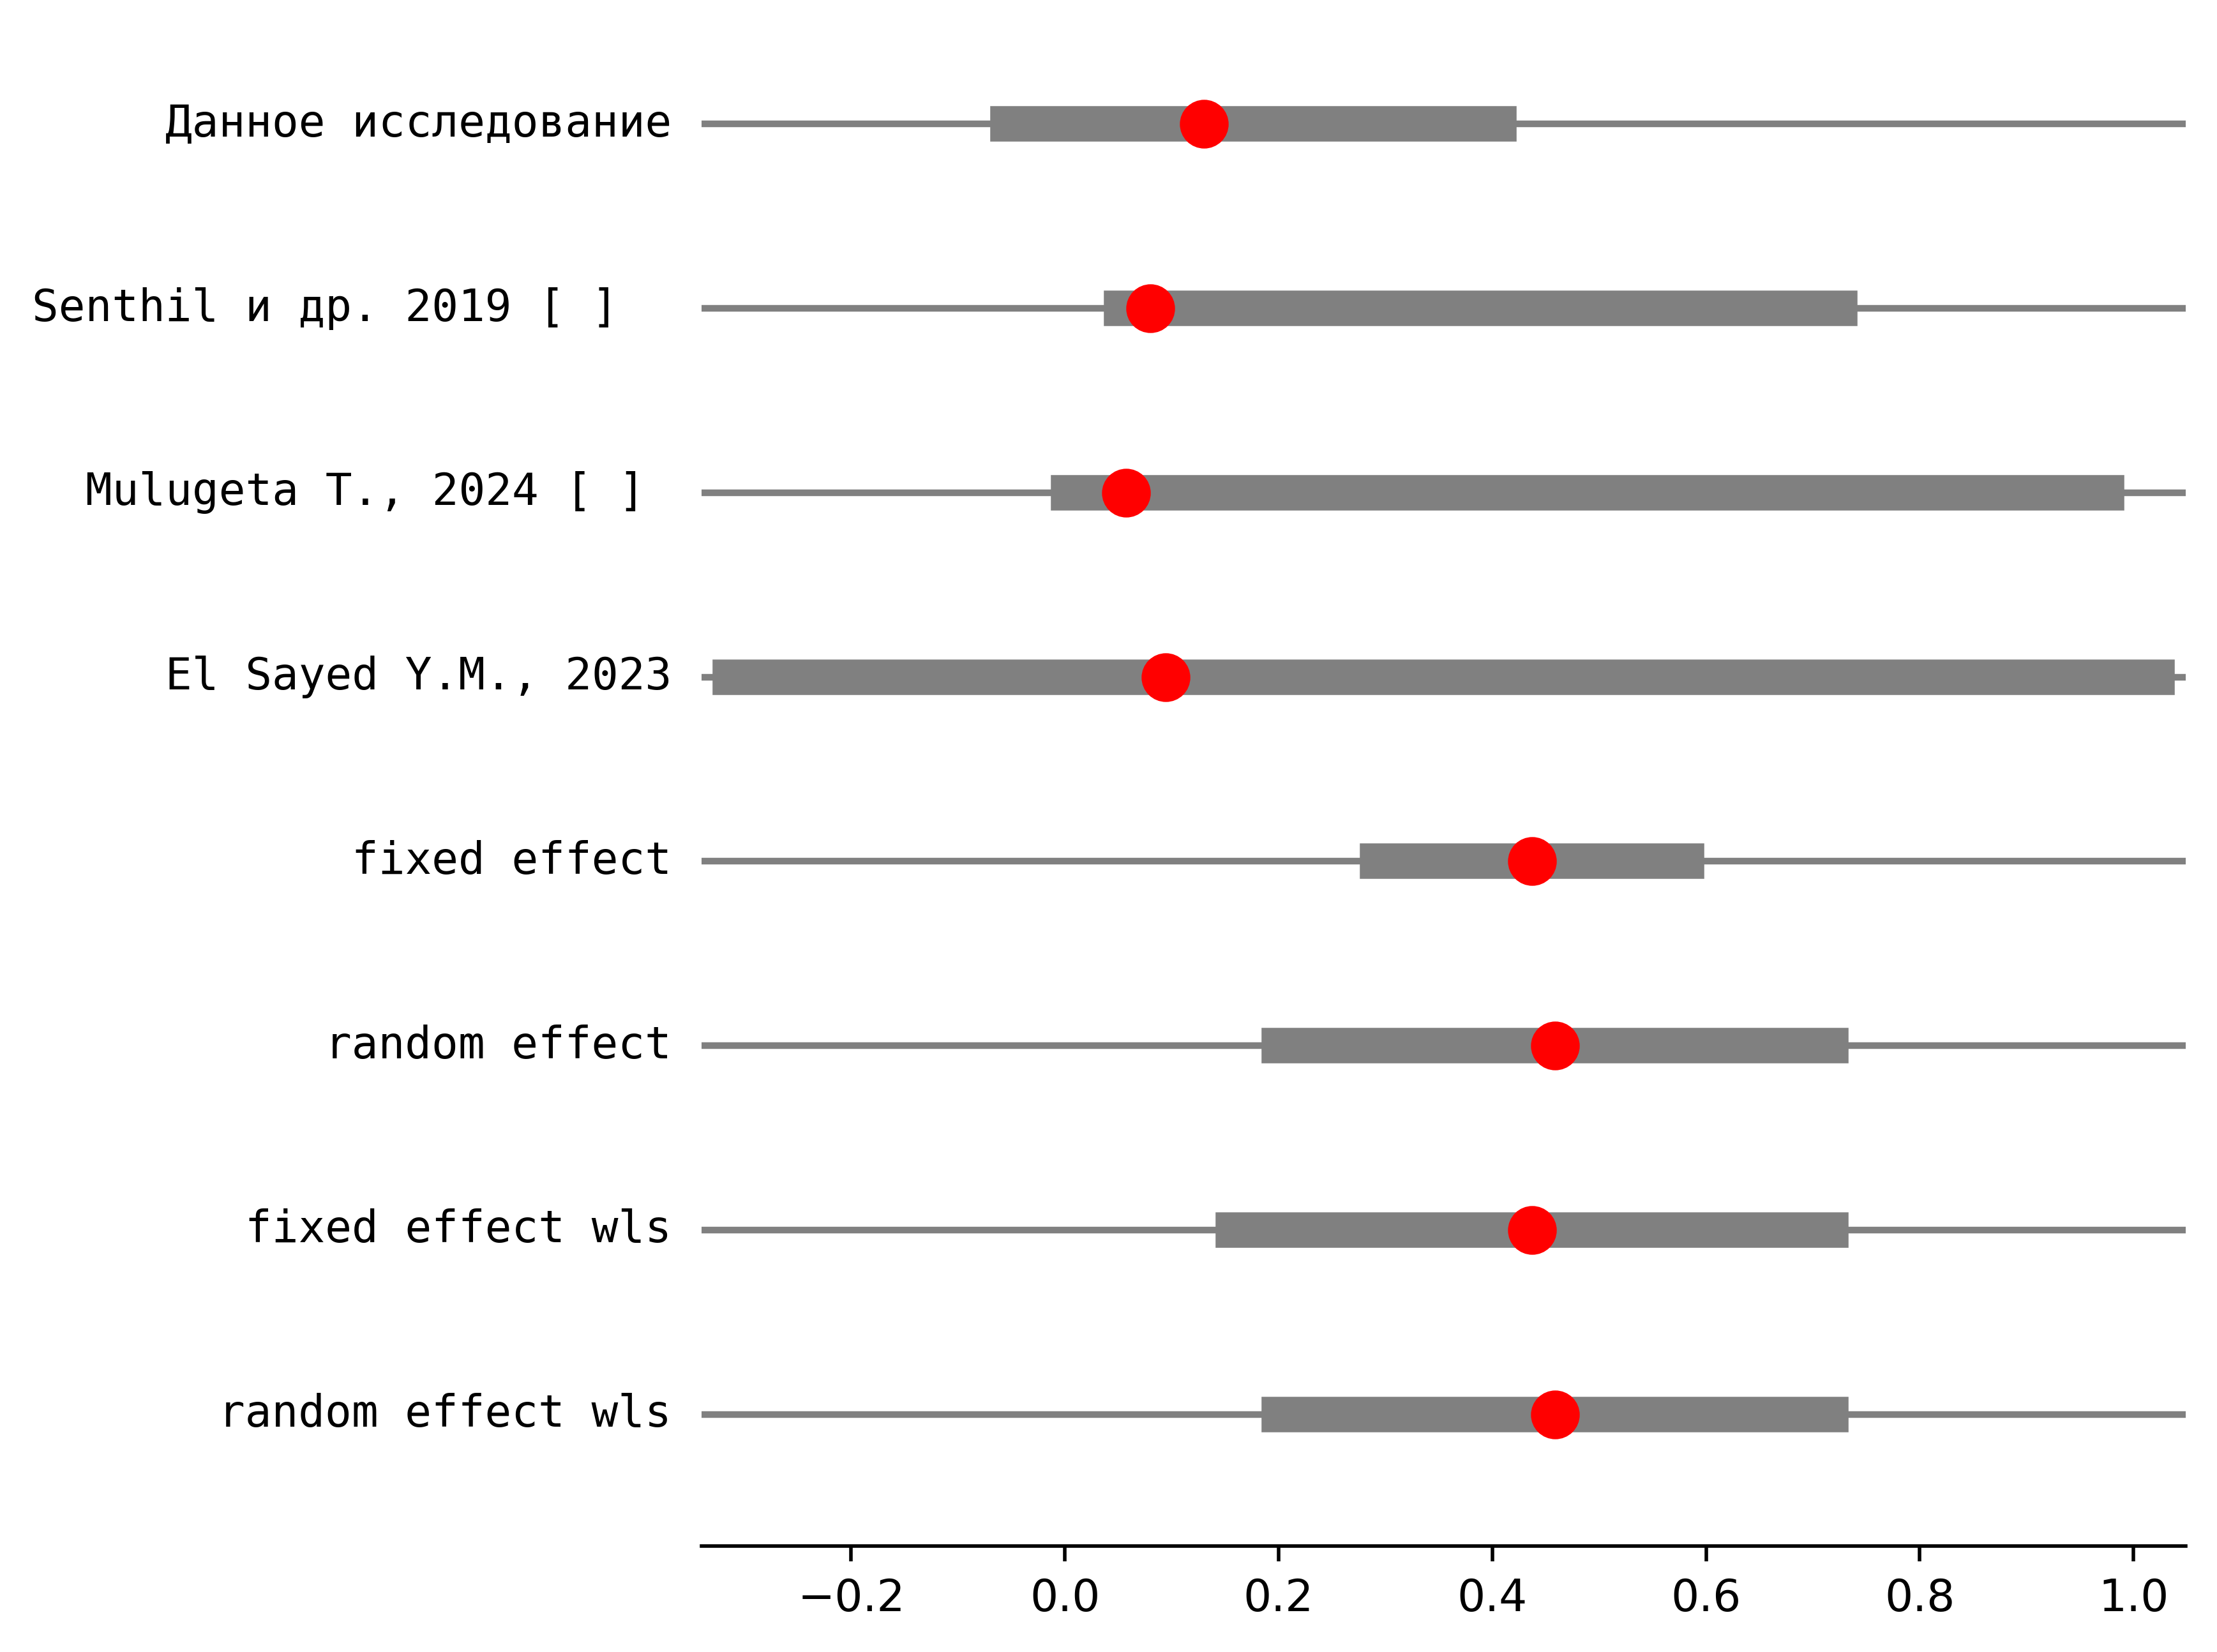 Данное исследование
Senthil и др. 2019 [ ]
Mulugeta T., 2024 [ ]
El Sayed Y.M., 2023
fixed effect
random effect
fixed effect wls
random effect wls
−0.2 0.0 0.2 0.4 0.6 0.8 1.0